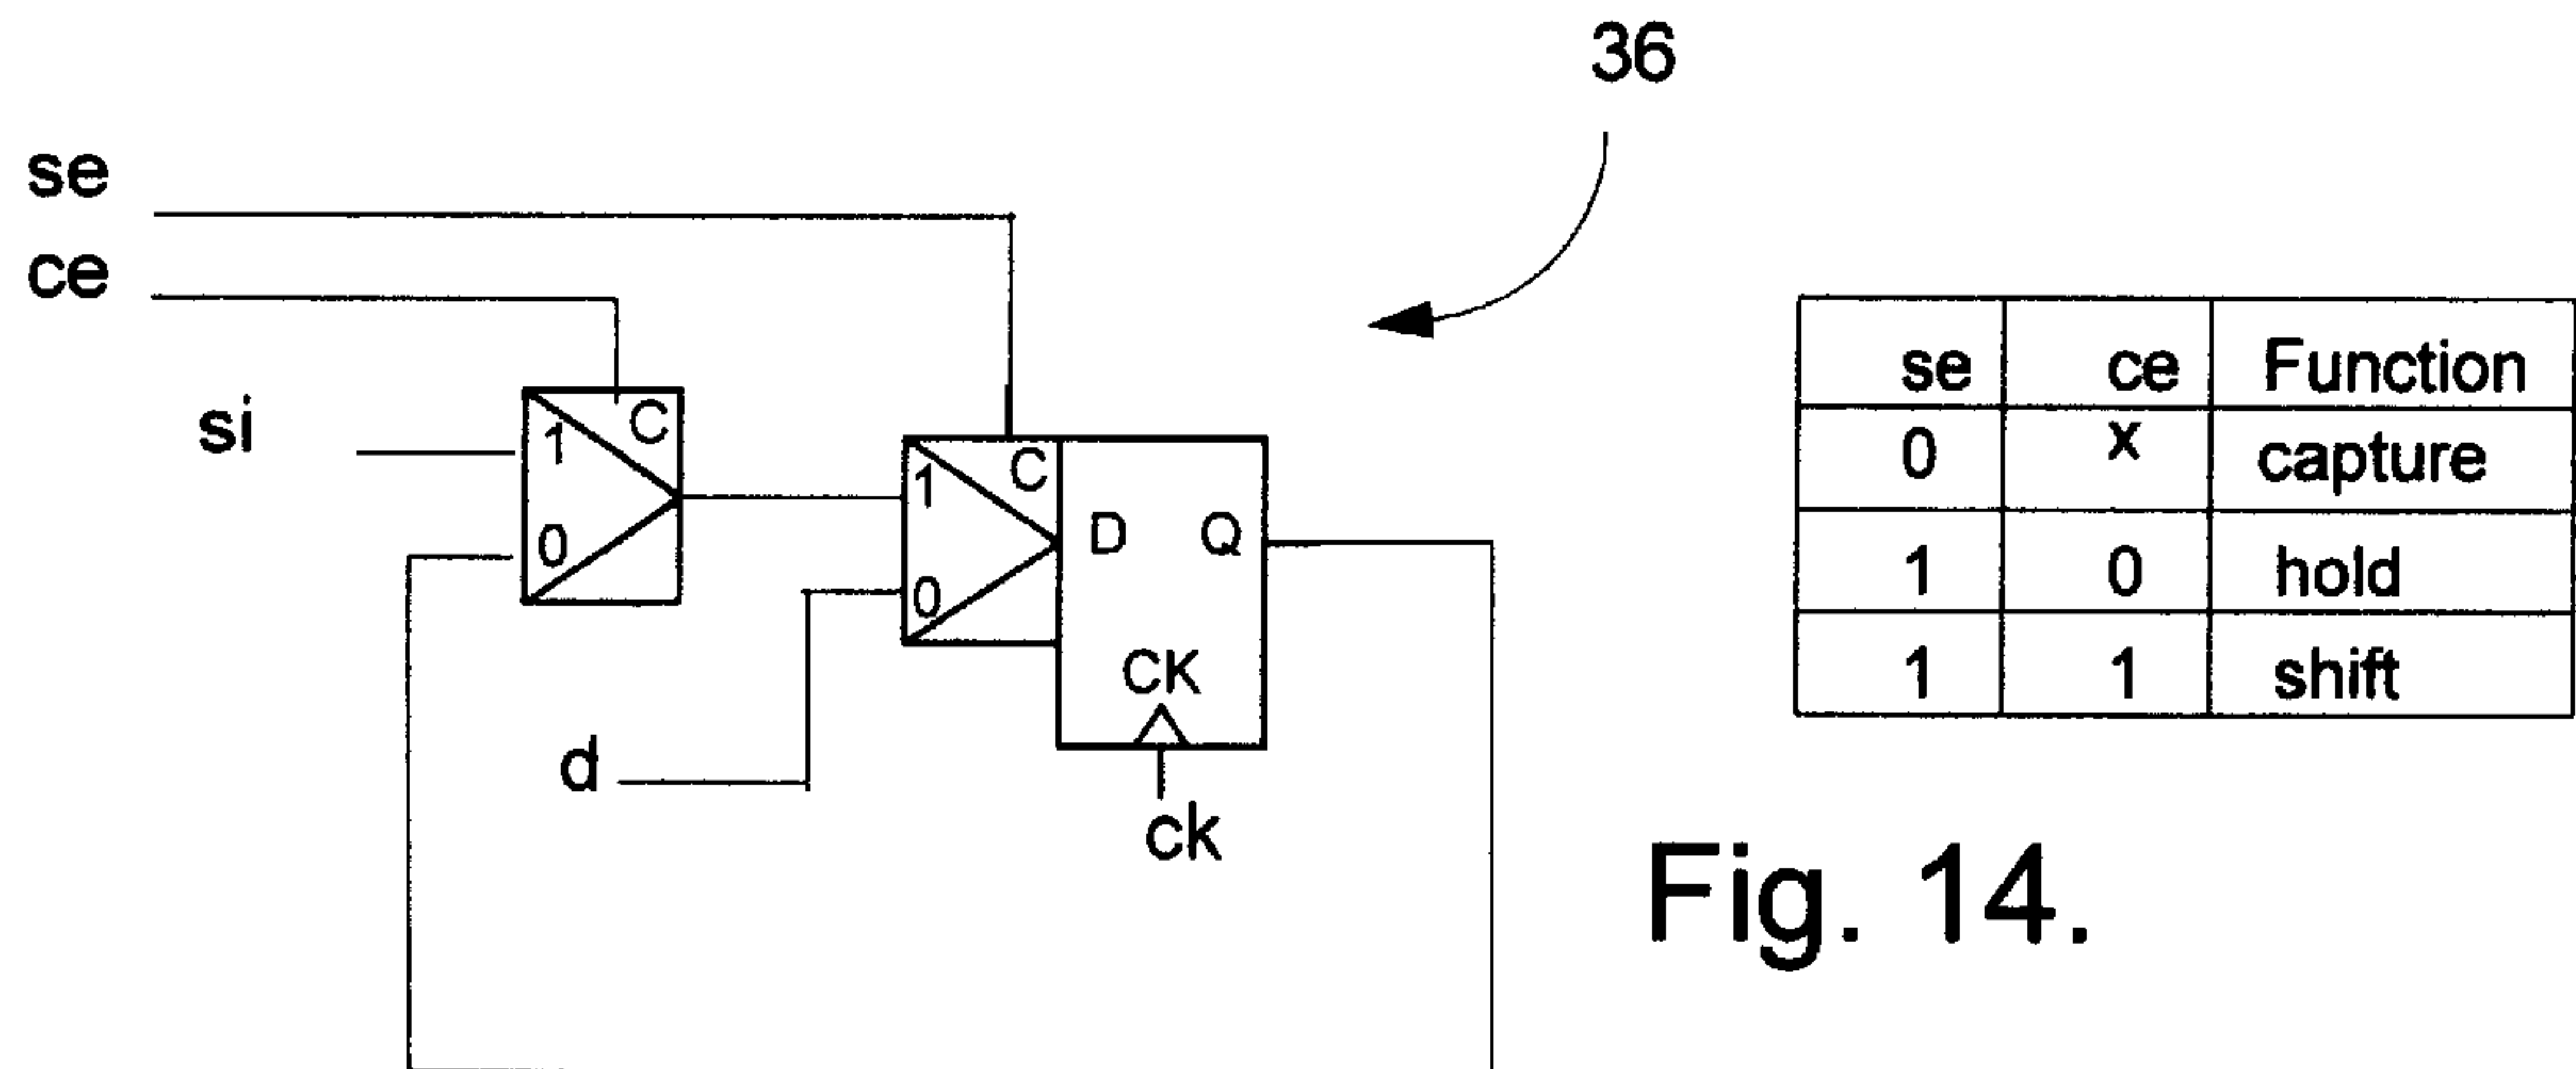 36
se
ce
si
1 C
0
1 C
0
D Q
CK
d
ck
se ce Function
0 x capture
1 0 hold
1 1 shift
Fig. 14.